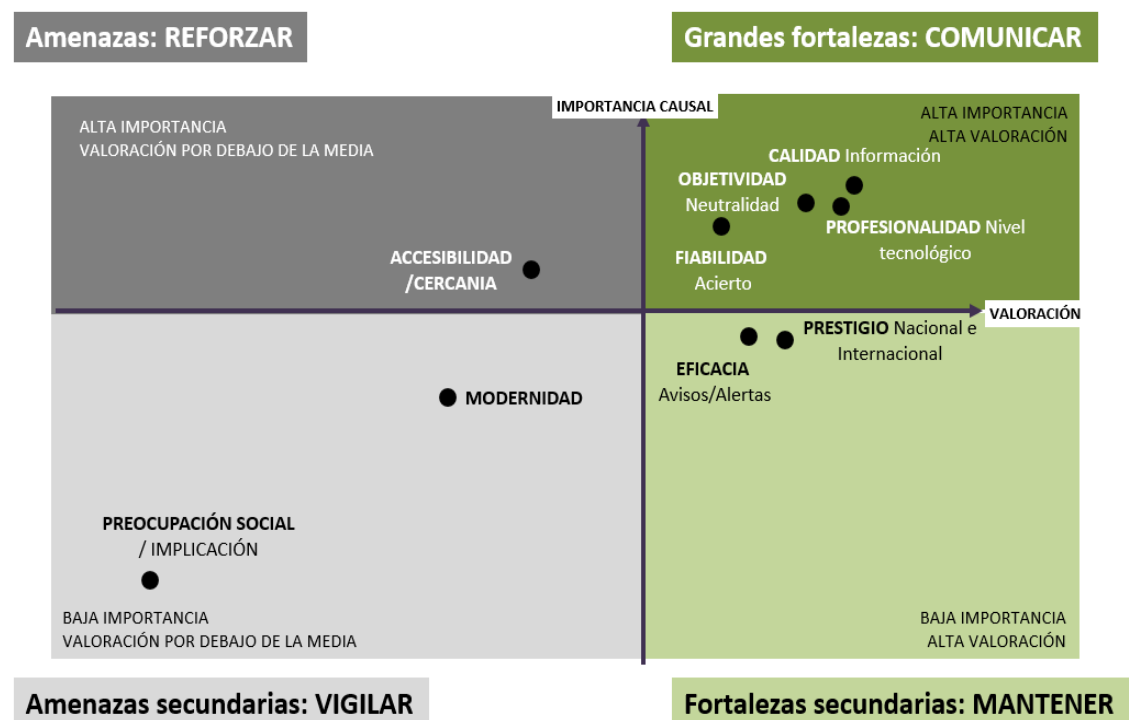 Amenazas: REFORZAR
Grandes fortalezas: COMUNICAR
IMPORTANCIA CAUSAL
ALTA IMPORTANCIA
VALORACIÓN POR DEBAJO DE LA MEDIA
ALTA IMPORTANCIA
ALTA VALORACIÓN
CALIDAD Información
OBJETIVIDAD
Neutralidad
PROFESIONALIDAD Nivel
tecnológico
FIABILIDAD
Acierto
ACCESIBILIDAD
/CERCANIA
VALORACIÓN
PRESTIGIO Nacional e
Internacional
EFICACIA
Avisos/Alertas
MODERNIDAD
PREOCUPACIÓN SOCIAL
/ IMPLICACIÓN
BAJA IMPORTANCIA
VALORACIÓN POR DEBAJO DE LA MEDIA
BAJA IMPORTANCIA
ALTA VALORACIÓN
Amenazas secundarias: VIGILAR
Fortalezas secundarias: MANTENER